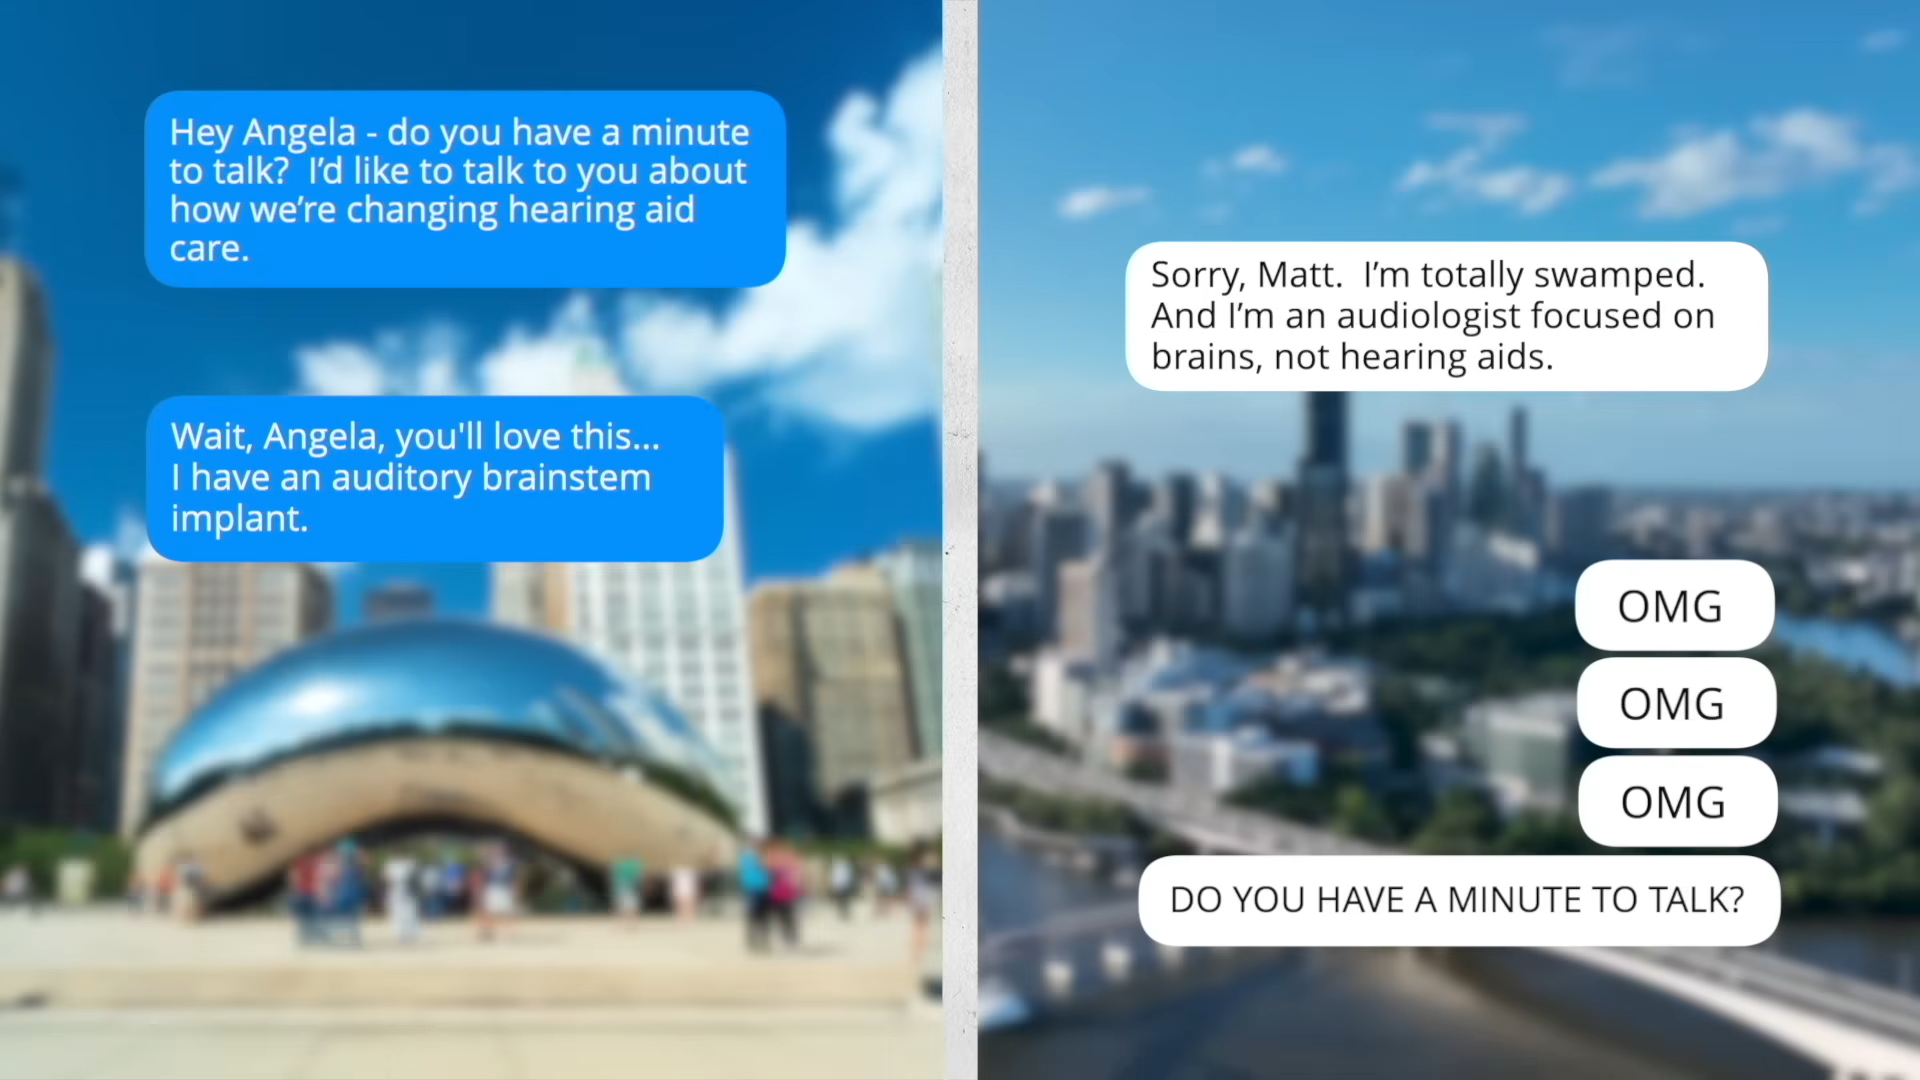 Hey Angela - do you have a minute
to talk?  I’d like to talk to you about
how we’re changing hearing aid
care.
Sorry, Matt.  I’m totally swamped.
And I’m an audiologist focused on
brains, not hearing aids.
Wait, Angela, you'll love this...
I have an auditory brainstem
implant.
OMG
OMG
OMG
DO YOU HAVE A MINUTE TO TALK?